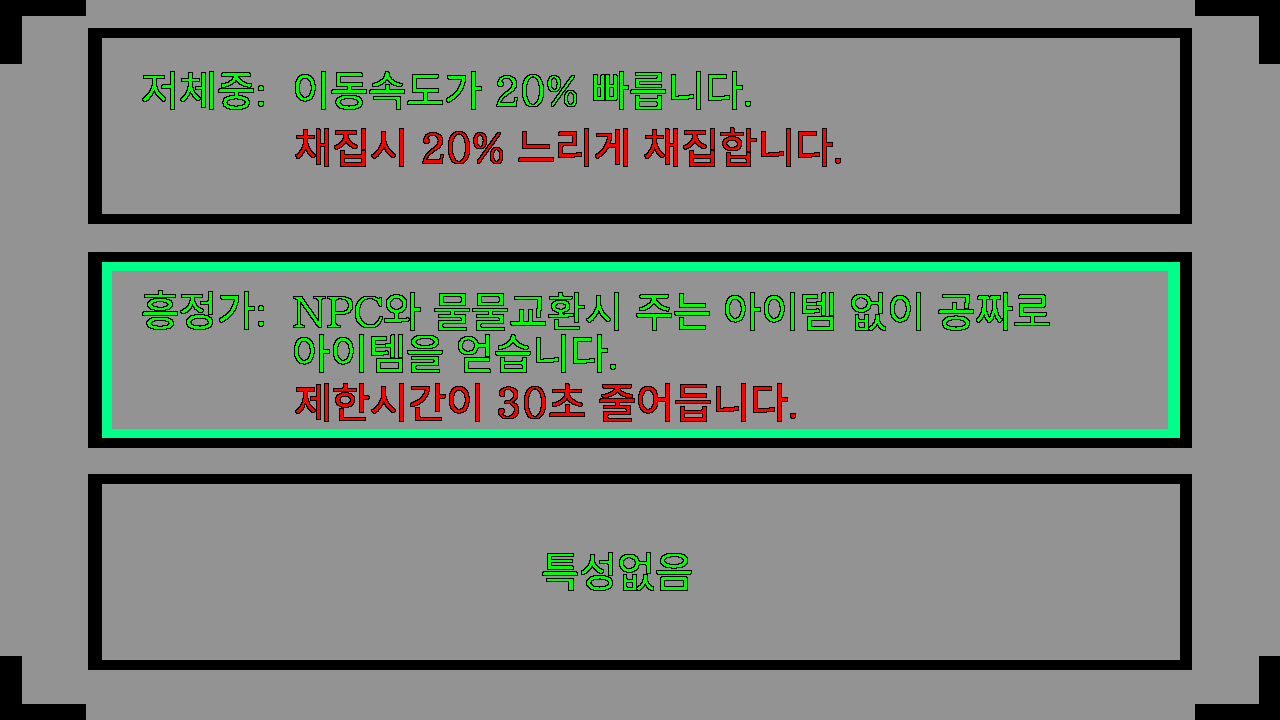 저체중: 이동속도가 20% 빠릅니다.
채집시 20% 느리게 채집합니다.
흥정가: NPC와 물물교환시 주는 아이템 없이 공짜로
아이템을 얻습니다.
제한시간이 30초 줄어듭니다.
특성없음